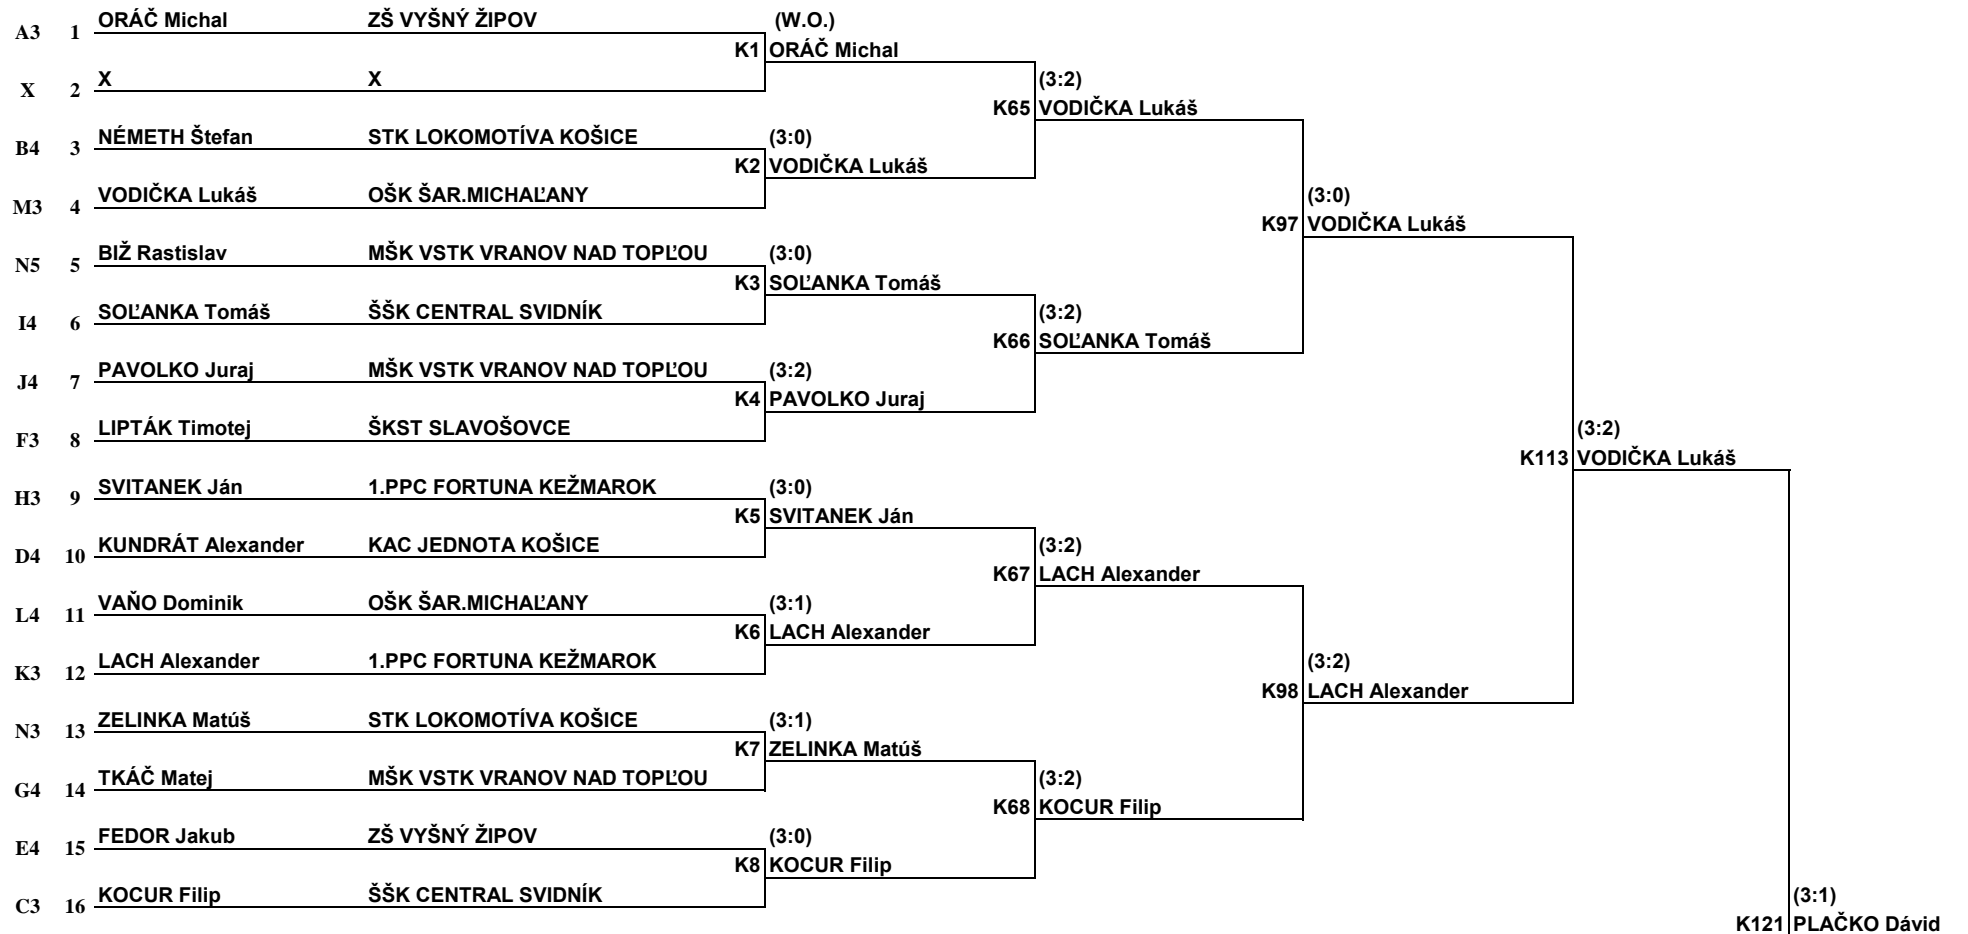 ORÁČ Michal ZŠ VYŠNÝ ŽIPOV (W.O.)
A3 1
K1 ORÁČ Michal
X X (3:2)
X 2
K65 VODIČKA Lukáš
NÉMETH Štefan STK LOKOMOTÍVA KOŠICE (3:0)
B4 3
K2 VODIČKA Lukáš
VODIČKA Lukáš OŠK ŠAR.MICHAĽANY (3:0)
M3 4
K97 VODIČKA Lukáš
BIŽ Rastislav MŠK VSTK VRANOV NAD TOPĽOU (3:0)
N5 5
K3 SOĽANKA Tomáš
SOĽANKA Tomáš ŠŠK CENTRAL SVIDNÍK (3:2)
I4 6
K66 SOĽANKA Tomáš
PAVOLKO Juraj MŠK VSTK VRANOV NAD TOPĽOU (3:2)
J4 7
K4 PAVOLKO Juraj
LIPTÁK Timotej ŠKST SLAVOŠOVCE (3:2)
F3 8
K113 VODIČKA Lukáš
SVITANEK Ján 1.PPC FORTUNA KEŽMAROK (3:0)
H3 9
K5 SVITANEK Ján
KUNDRÁT Alexander KAC JEDNOTA KOŠICE (3:2)
D4 10
K67 LACH Alexander
VAŇO Dominik OŠK ŠAR.MICHAĽANY (3:1)
L4 11
K6 LACH Alexander
LACH Alexander 1.PPC FORTUNA KEŽMAROK (3:2)
K3 12
K98 LACH Alexander
ZELINKA Matúš STK LOKOMOTÍVA KOŠICE (3:1)
N3 13
K7 ZELINKA Matúš
TKÁČ Matej MŠK VSTK VRANOV NAD TOPĽOU (3:2)
G4 14
K68 KOCUR Filip
FEDOR Jakub ZŠ VYŠNÝ ŽIPOV (3:0)
E4 15
K8 KOCUR Filip
KOCUR Filip ŠŠK CENTRAL SVIDNÍK (3:1)
C3 16
K121 PLAČKO Dávid